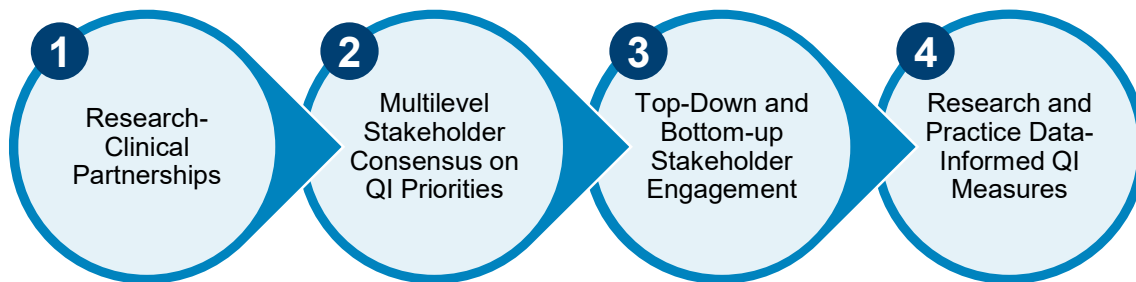 1
Research-
Clinical
Partnerships
2
Multilevel
Stakeholder
Consensus on
QI Priorities
3
Top-Down and
Bottom-up
Stakeholder
Engagement
4
Research and
Practice Data-
Informed QI
Measures